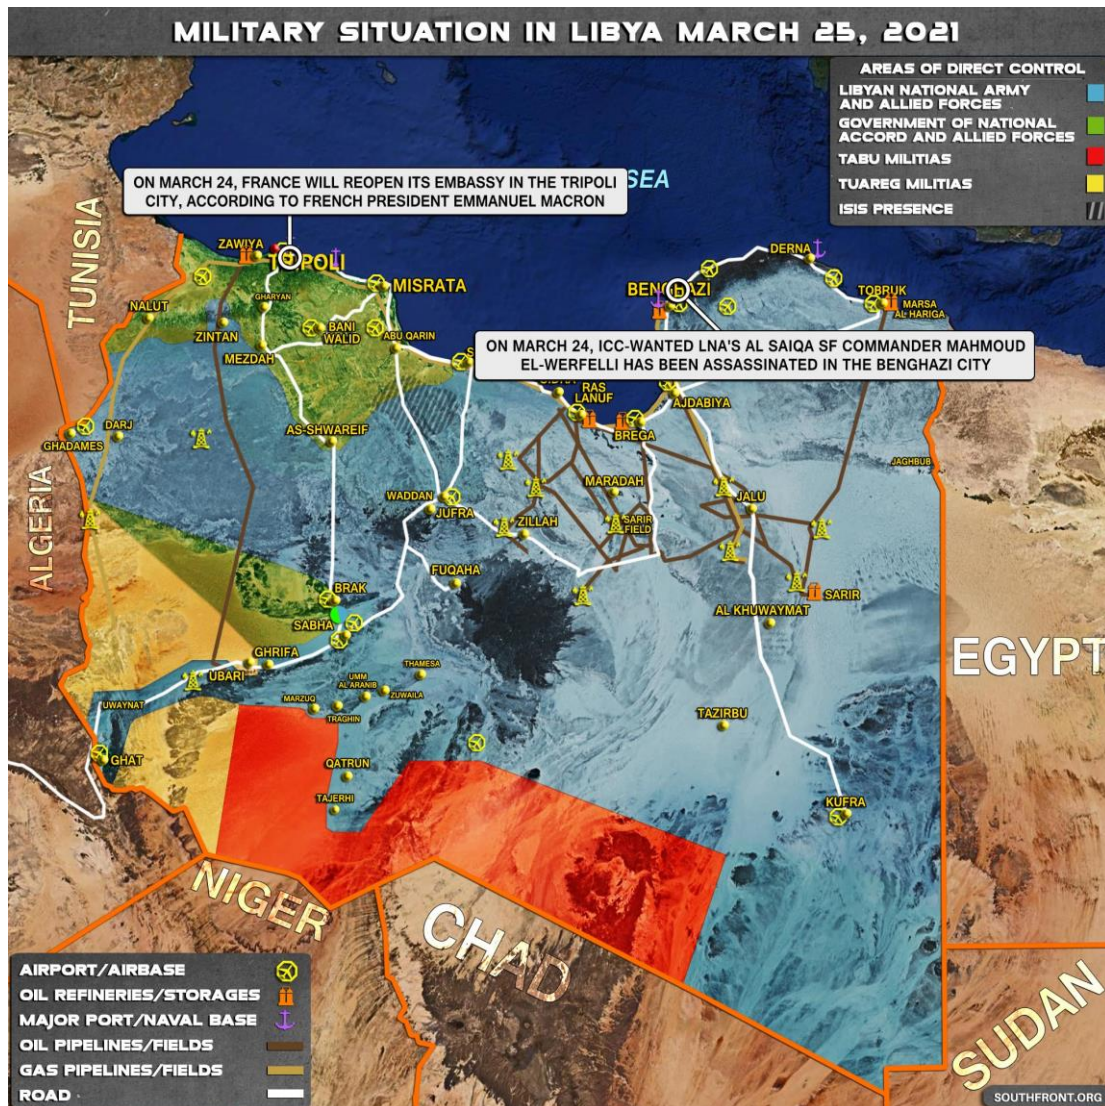 MILITARY SITUATION IN LIBYA MARCH 25, 2021
AREAS OF DIRECT CONTROL
LIBYAN NATIONAL ARMY
AND ALLIED FORCES
GOVERNMENT OF NATIONAL
ACCORD AND ALLIED FORCES
TABU MILITIAS
TUAREG MILITIAS
ISIS PRESENCE
ON MARCH 24, FRANCE WILL REOPEN ITS EMBASSY IN THE TRIPOLI
CITY, ACCORDING TO FRENCH PRESIDENT EMMANUEL MACRON
SEA
TUNISIA
ZAWIYA
TRIPOLI
DERNA
MISRATA
BENGHAZI
TOBRUK
MARSA
AL HARIGA
NALUT
GHARYAN
ZINTAN
BANI
WALID
MEZDAH
ABU QARIN
ON MARCH 24, ICC-WANTED LNA'S AL SAIQA SF COMMANDER MAHMOUD
EL-WERFELLI HAS BEEN ASSASSINATED IN THE BENGHAZI CITY
RAS
LANUF
AJDABIYA
GHADAMES
DARJ
AS-SHWAREIF
BREGA
JAGHBUB
ALGERIA
WADDAN
JUFRA
MARADAH
JALU
ZILLAH
SARIR
FIELD
FUQAHA
BRAK
SARIR
SABHA
AL KHUWAYMAT
EGYPT
GHRIFA
UBARI
THAMESA
UMM
AL ARANIB
ZUWAILA
UWAYNAT
MARZUQ
TRAGHIN
TAZIRBU
GHAT
QATRUN
TAJERHI
KUFRA
NIGER
CHAD
SUDAN
AIRPORT/AIRBASE
OIL REFINERIES/STORAGES
MAJOR PORT/NAVAL BASE
OIL PIPELINES/FIELDS
GAS PIPELINES/FIELDS
ROAD
SOUTHFRONT.ORG